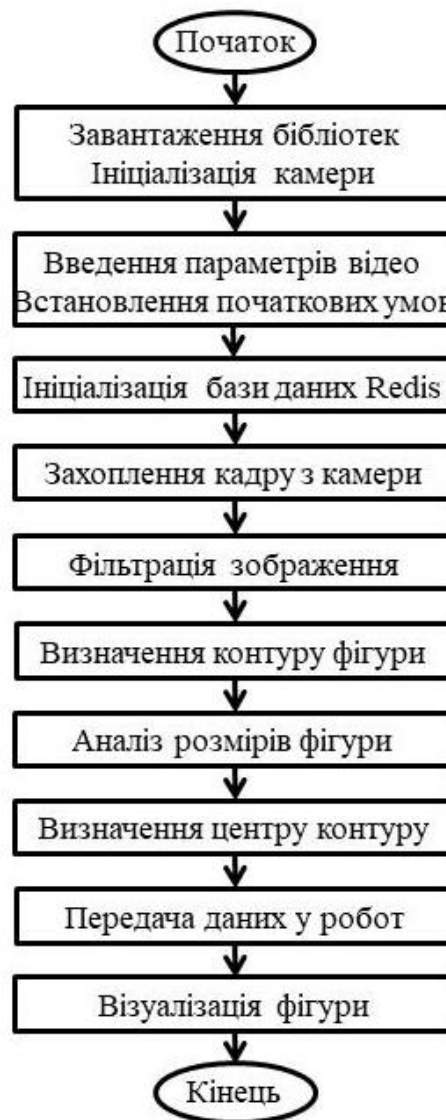 Початок
Завантаження бібліотек
Ініціалізація камери
Введення параметрів відео
Встановлення початкових умов
Ініціалізація бази даних Redis
Захоплення кадру з камери
Фільтрація зображення
Визначення контуру фігури
Аналіз розмірів фігури
Визначення центру контуру
Передача даних у робот
Візуалізація фігури
Кінець